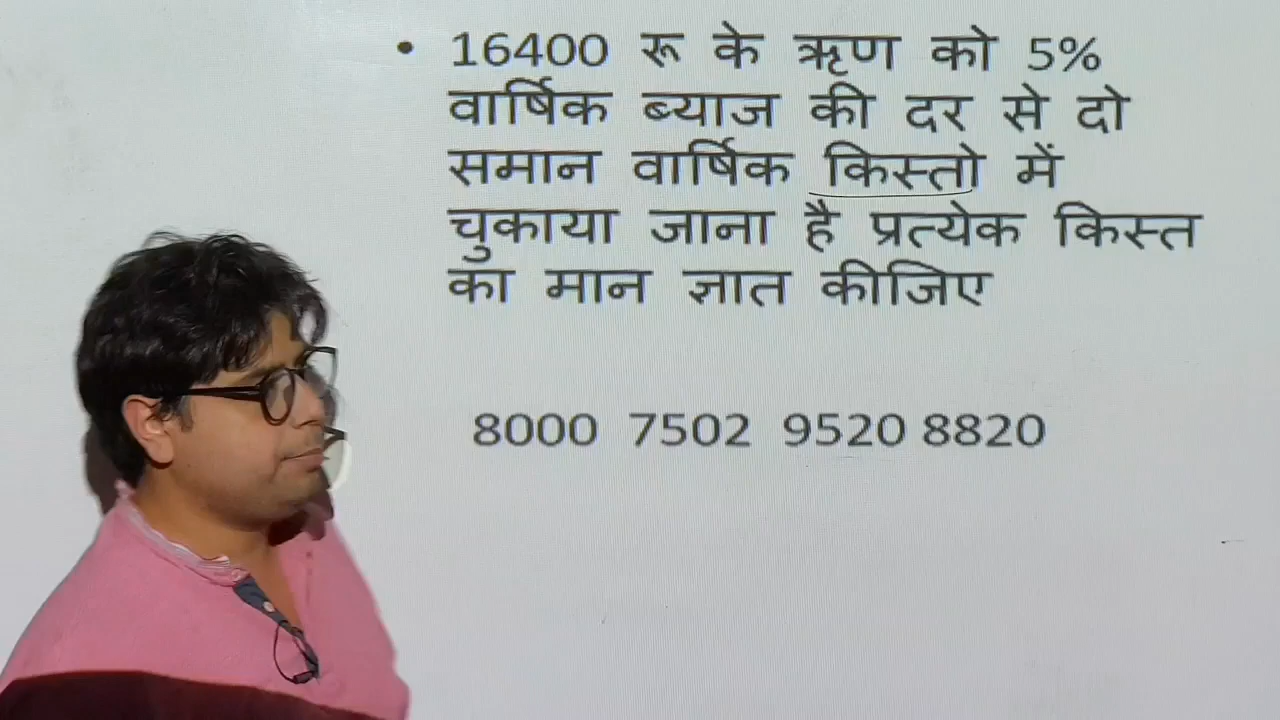 • 16400 रू के ऋण को 5%
वार्षिक ब्याज की दर से दो
समान वार्षिक किस्तो में
चुकाया जाना है प्रत्येक किस्त
का मान ज्ञात कीजिए
8000 7502 9520 8820